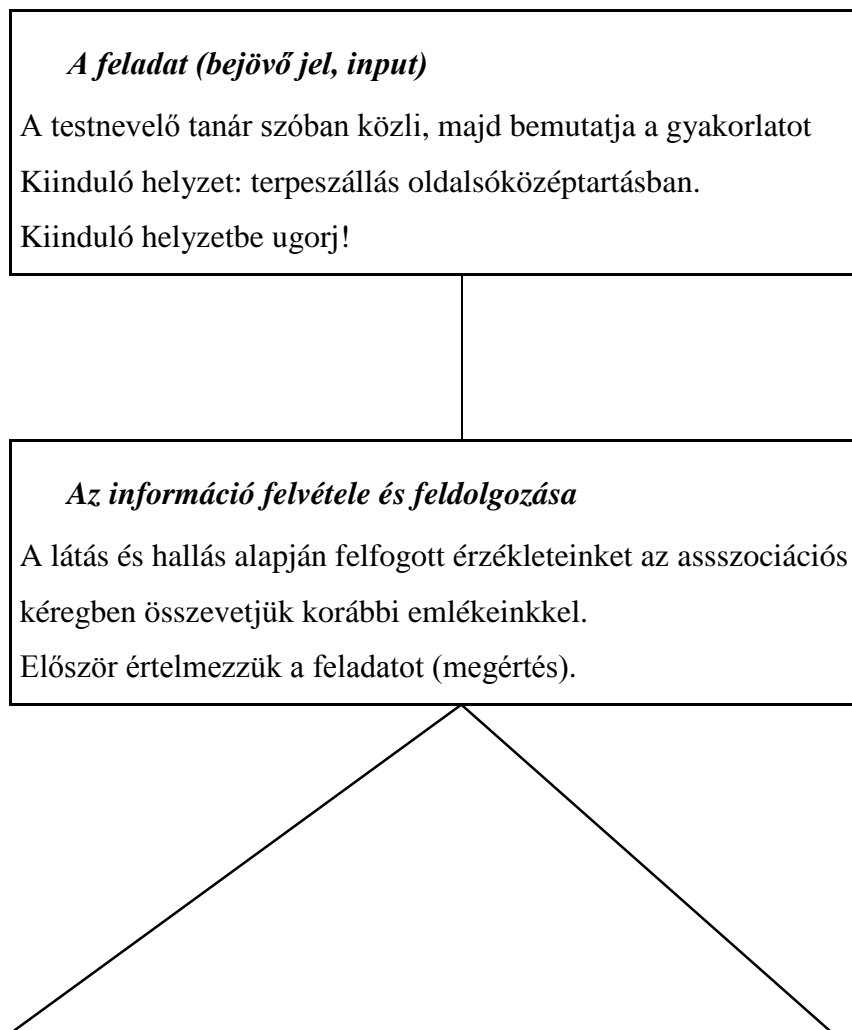 A feladat (bejövő jel, input)
A testnevelő tanár szóban közli, majd bemutatja a gyakorlatot
Kiinduló helyzet: terpeszállás oldalsóközéptartásban.
Kiinduló helyzetbe ugorj!
Az információ felvétele és feldolgozása
A látás és hallás alapján felfogott érzékleteinket az assszociációs
kéregben összevetjük korábbi emlékeinkkel.
Először értelmezzük a feladatot (megértés).